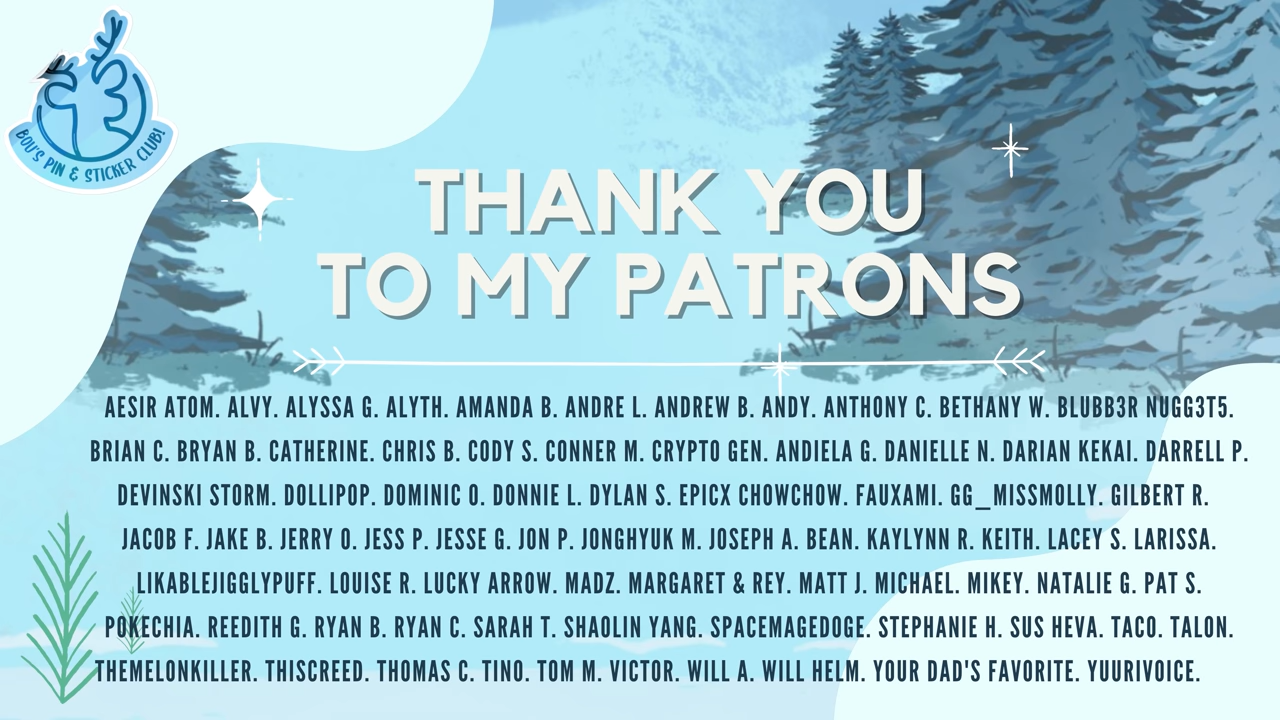 BOU'S PIN & STICKER CLUB!
THANK YOU
TO MY PATRONS
AESIR ATOM. ALVY. ALYSSA G. ALYTH. AMANDA B. ANDRE L. ANDREW B. ANDY. ANTHONY C. BETHANY W. BLUBB3R NUGG3T5.
BRIAN C. BRYAN B. CATHERINE. CHRIS B. CODY S. CONNER M. CRYPTO GEN. ANDIELA G. DANIELLE N. DARIAN KEKAI. DARRELL P.
DEVINSKI STORM. DOLLIPOP. DOMINIC O. DONNIE L. DYLAN S. EPICX CHOWCHOW. FAUXAMI. GG_MISSMOLLY. GILBERT R.
JACOB F. JAKE B. JERRY O. JESS P. JESSE G. JON P. JONGHYUK M. JOSEPH A. BEAN. KAYLYNN R. KEITH. LACEY S. LARISSA.
LIKABLEJIGGLYPUFF. LOUISE R. LUCKY ARROW. MADZ. MARGARET & REY. MATT J. MICHAEL. MIKEY. NATALIE G. PAT S.
POKECHIA. REEDITH G. RYAN B. RYAN C. SARAH T. SHAOLIN YANG. SPACEMAGEDOGE. STEPHANIE H. SUS HEVA. TACO. TALON.
THEMELONKILLER. THISCREED. THOMAS C. TINO. TOM M. VICTOR. WILL A. WILL HELM. YOUR DAD'S FAVORITE. YUURIVOICE.